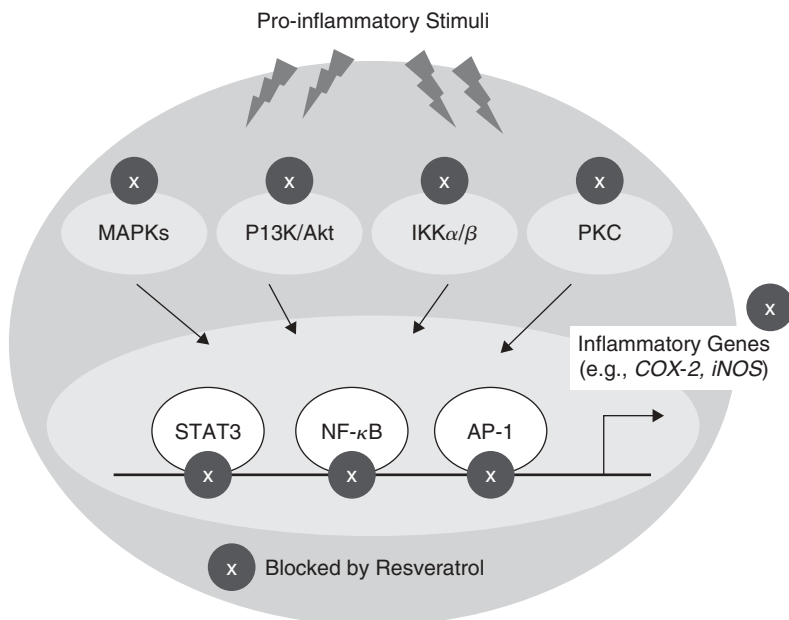 Pro-inflammatory Stimuli
x
x
x
x
MAPKs
P13K/Akt
IKKα/β
PKC
x
Inflammatory Genes
(e.g., COX-2, iNOS)
STAT3
NF-κB
AP-1
x
x
x
x
Blocked by Resveratrol